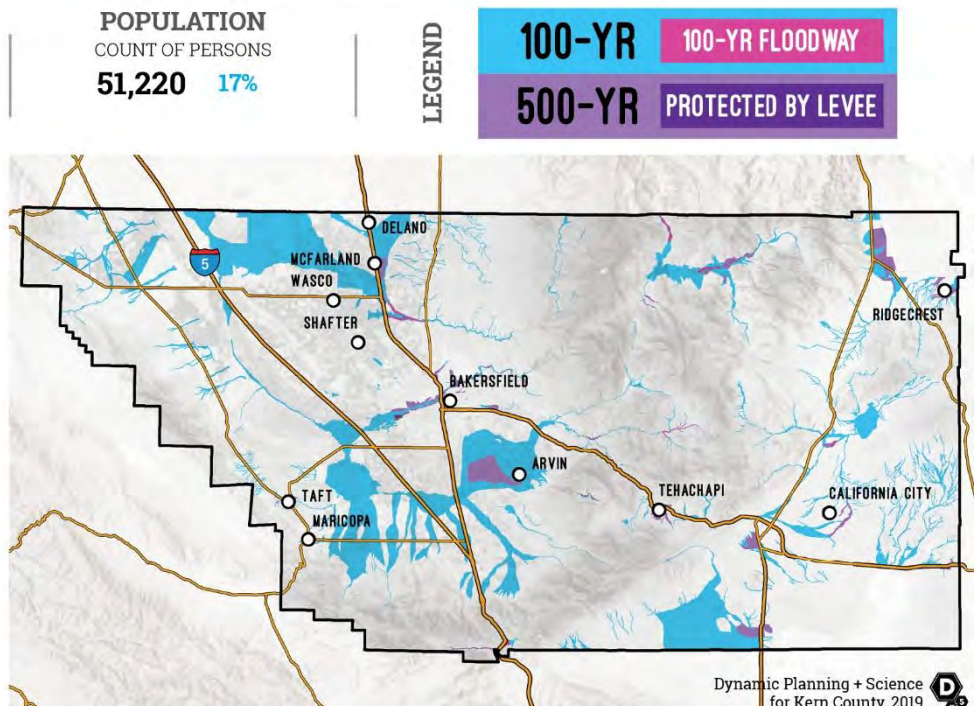 POPULATION
COUNT OF PERSONS
51,220 17%
LEGEND
100-YR 100-YR FLOODWAY
500-YR PROTECTED BY LEVEE
DELANO
5
MCFARLAND
WASCO
SHAFTER
RIDGECREST
BAKERSFIELD
ARVIN
TAFT
TEHACHAPI
CALIFORNIA CITY
MARICOPA
Dynamic Planning + Science
for Kern County, 2019
D